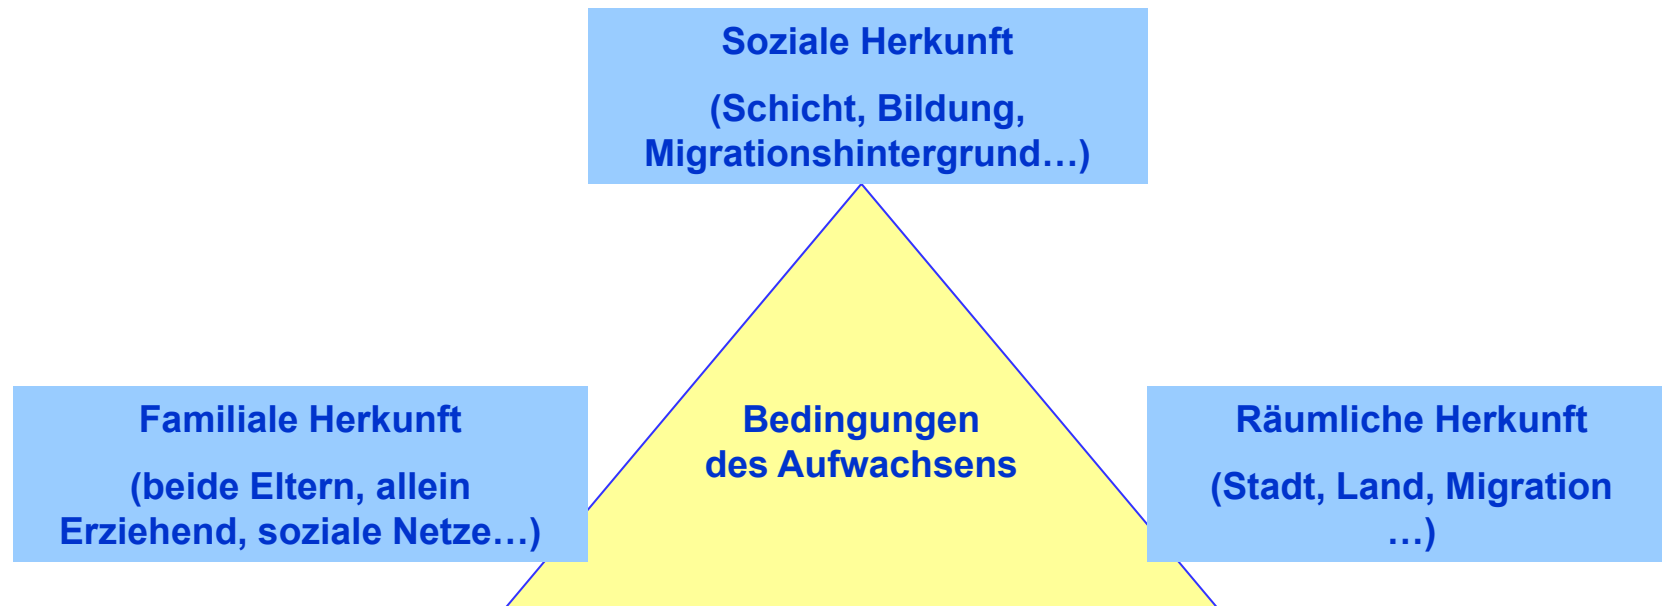 Soziale Herkunft
(Schicht, Bildung,
Migrationshintergrund…)
Familiale Herkunft
(beide Eltern, allein
Erziehend, soziale Netze…)
Bedingungen
des Aufwachsens
Räumliche Herkunft
(Stadt, Land, Migration
…)